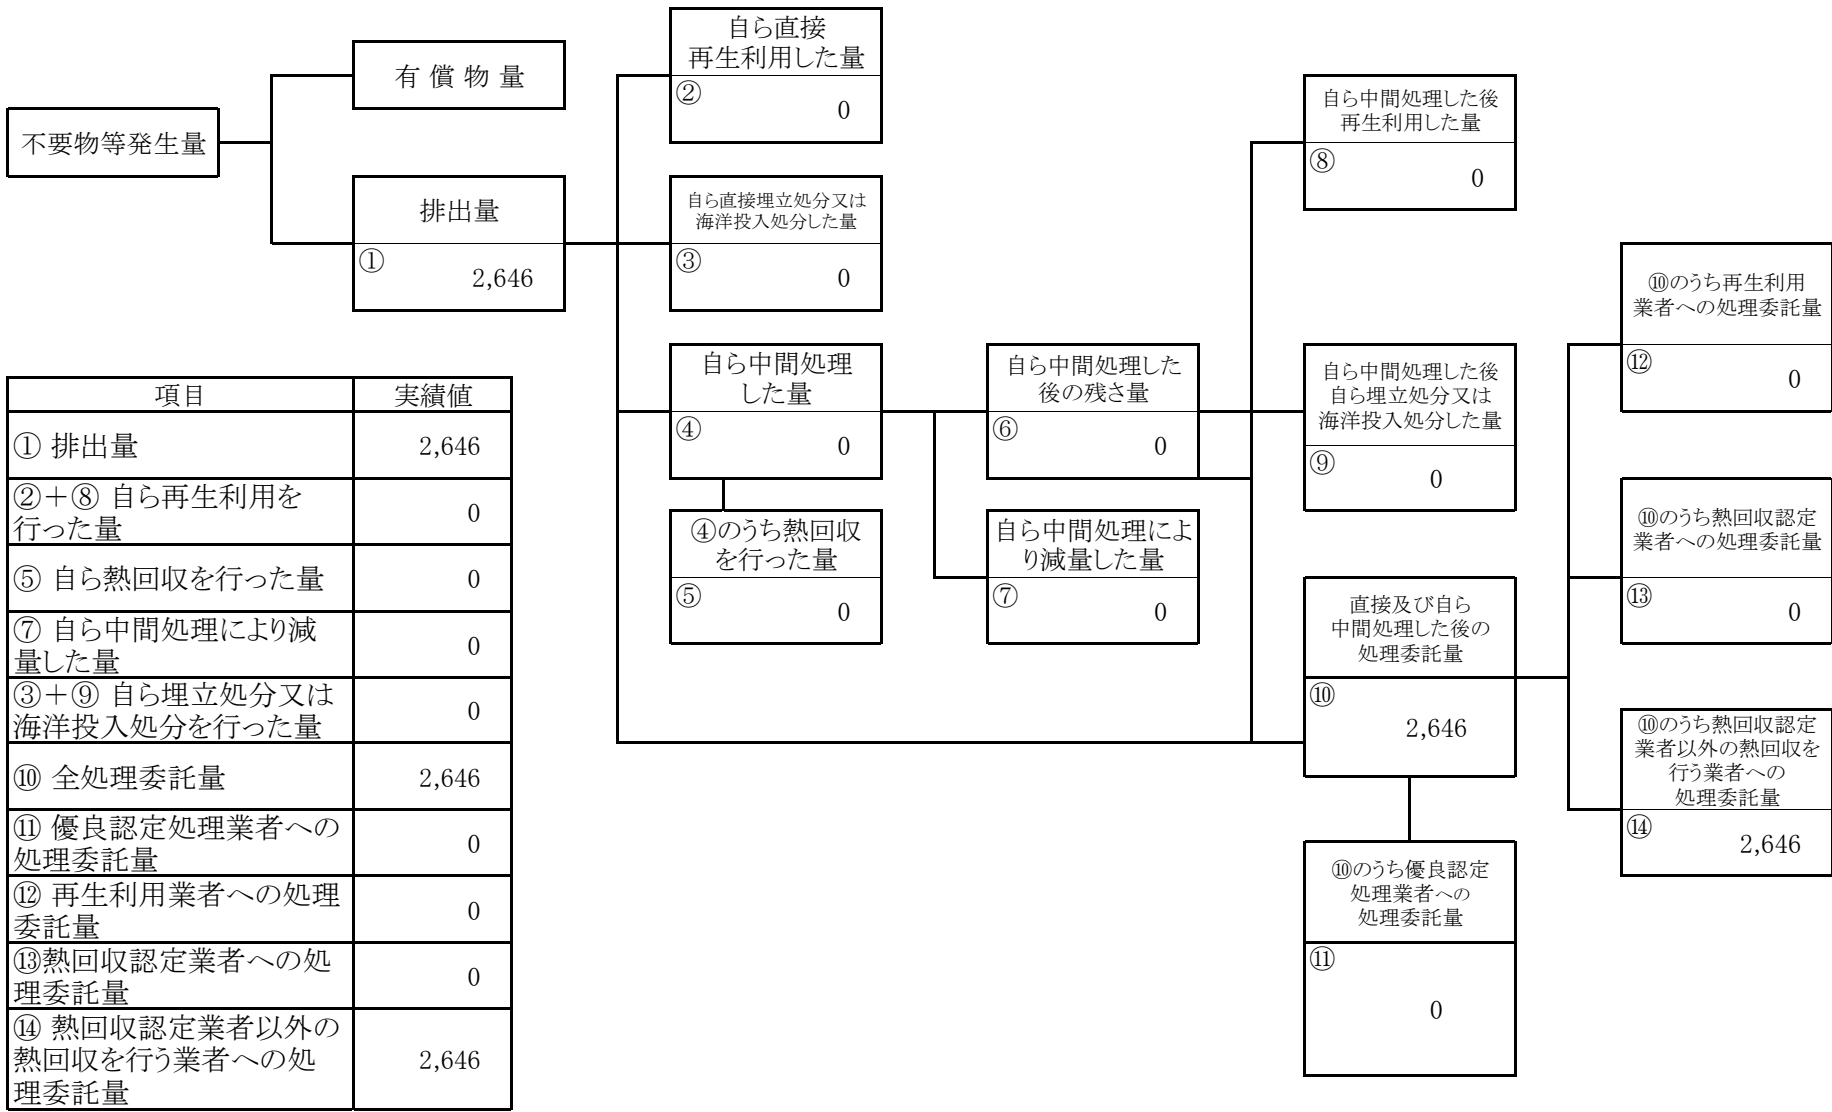 不要物等発生量
有 償 物 量
排出量
①
2,646
自ら直接
再生利用した量
②
0
自ら直接埋立処分又は
海洋投入処分した量
③
0
自ら中間処理
した量
④
0
④のうち熱回収
を行った量
⑤
0
自ら中間処理した
後の残さ量
⑥
0
自ら中間処理によ
り減量した量
⑦
0
自ら中間処理した後
再生利用した量
⑧
0
自ら中間処理した後
自ら埋立処分又は
海洋投入処分した量
⑨
0
直接及び自ら
中間処理した後の
処理委託量
⑩
2,646
⑩のうち優良認定
処理業者への
処理委託量
⑪
0
⑩のうち再生利用
業者への処理委託量
⑫
0
⑩のうち熱回収認定
業者への処理委託量
⑬
0
⑩のうち熱回収認定
業者以外の熱回収を
行う業者への
処理委託量
⑭
2,646
項目 実績値
① 排出量 2,646
②＋⑧ 自ら再生利用を
行った量 0
⑤ 自ら熱回収を行った量 0
⑦ 自ら中間処理により減
量した量 0
③＋⑨ 自ら埋立処分又は
海洋投入処分を行った量 0
⑩ 全処理委託量 2,646
⑪ 優良認定処理業者への
処理委託量 0
⑫ 再生利用業者への処理
委託量 0
⑬熱回収認定業者への処
理委託量 0
⑭ 熱回収認定業者以外の
熱回収を行う業者への処
理委託量 2,646